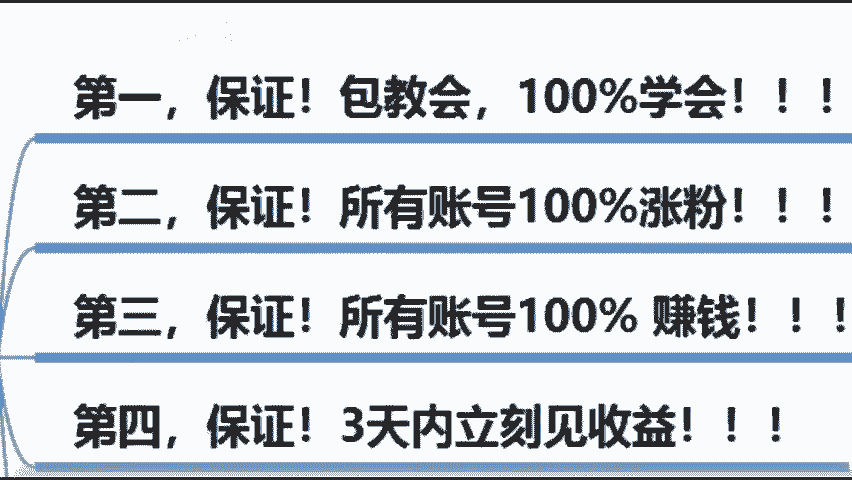 第一，保证！包教会，100%学会！！！
第二，保证！所有账号100%涨粉！！！
第三，保证！所有账号100% 赚钱！！！
第四，保证！3天内立刻见收益！！！